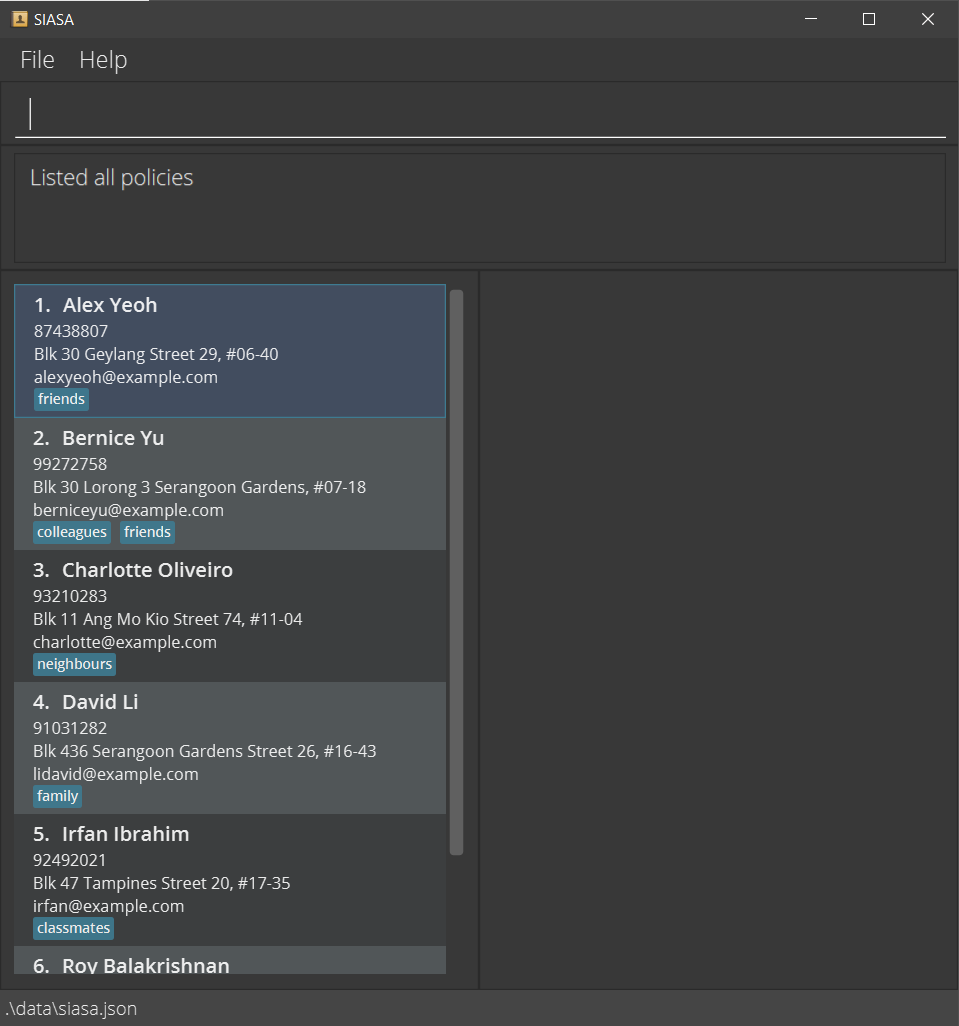 SIASA
File Help
Listed all policies
1. Alex Yeoh
87438807
Blk 30 Geylang Street 29, #06-40
alexyeoh@example.com
friends
2. Bernice Yu
99272758
Blk 30 Lorong 3 Serangoon Gardens, #07-18
berniceyu@example.com
colleagues friends
3. Charlotte Oliveiro
93210283
Blk 11 Ang Mo Kio Street 74, #11-04
charlotte@example.com
neighbours
4. David Li
91031282
Blk 436 Serangoon Gardens Street 26, #16-43
lidavid@example.com
family
5. Irfan Ibrahim
92492021
Blk 47 Tampines Street 20, #17-35
irfan@example.com
classmates
6. Roy Balakrishnan
.\data\siasa.json